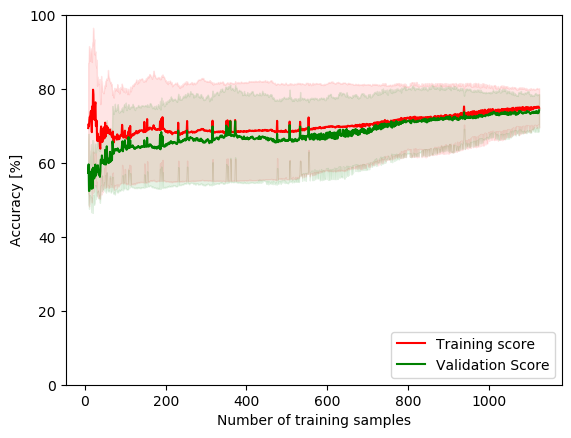 100
80
60
40
20
0
Accuracy [%]
0 200 400 600 800 1000
Number of training samples
Training score
Validation Score